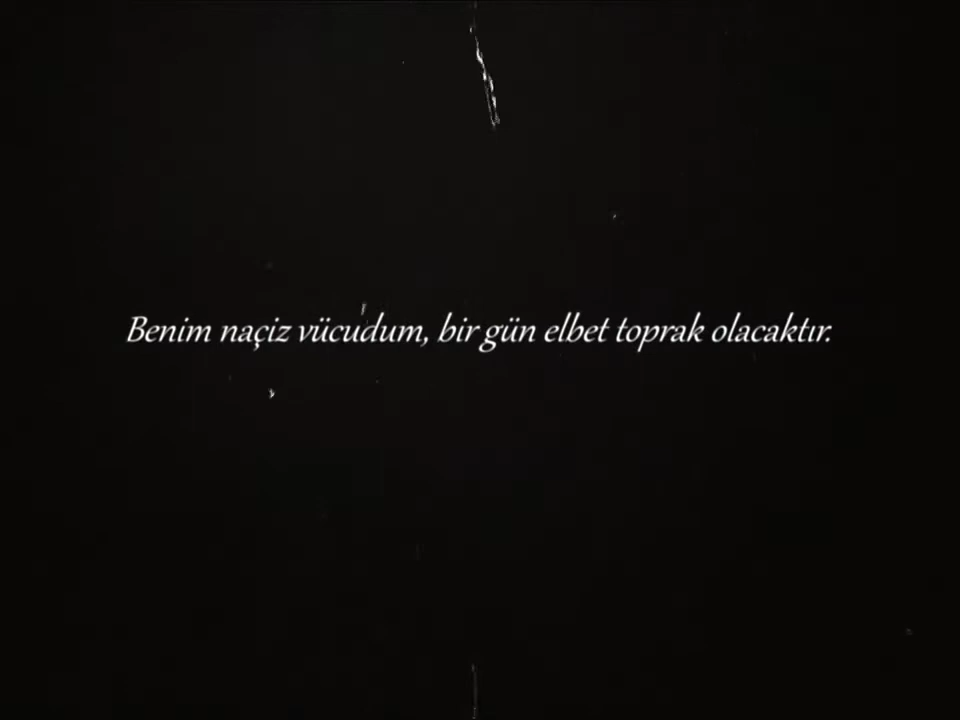 Benim naçiz vücudum, bir gün elbet toprak olacaktır.